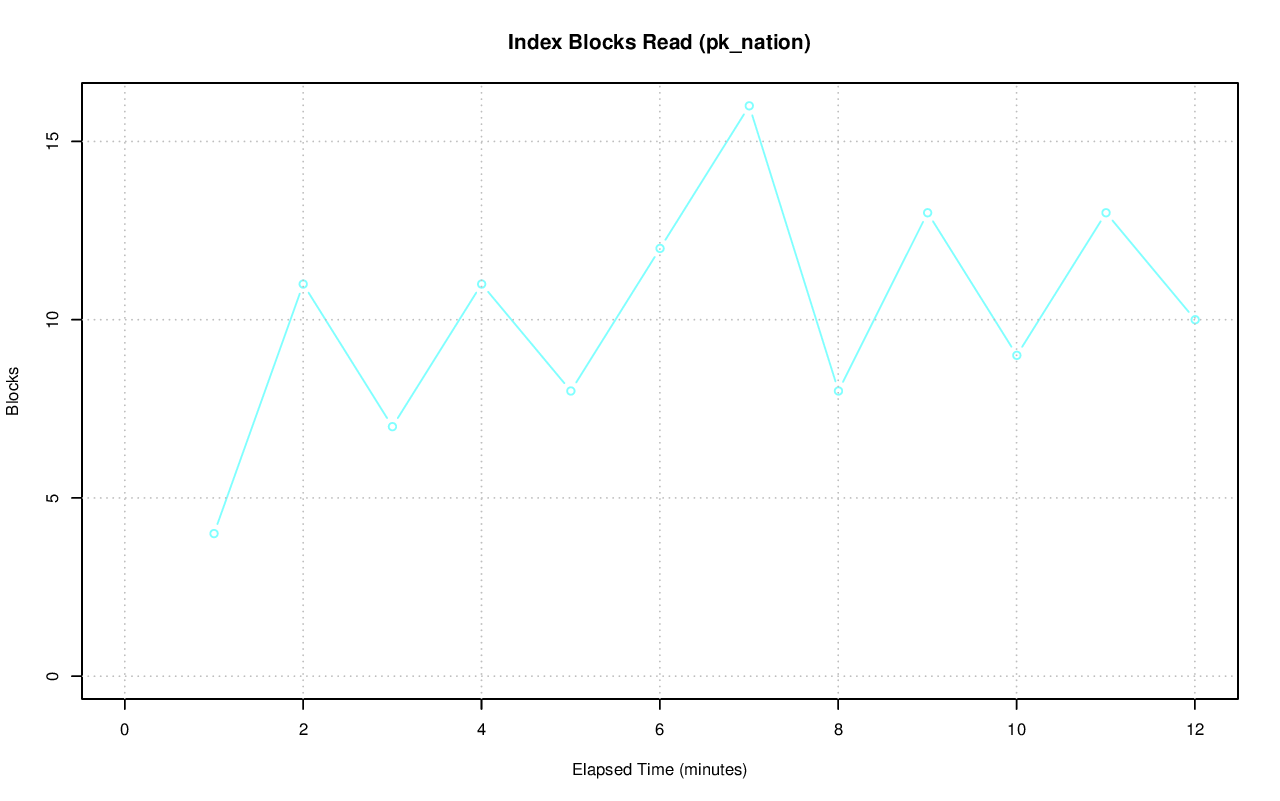 Index Blocks Read (pk_nation)
15
10
5
0
Blocks
0 2 4 6 8 10 12
Elapsed Time (minutes)